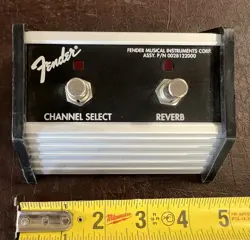 Fender
FENDER MUSICAL INSTRUMENTS CORP.
ASSY. P/N 0028122000
CHANNEL SELECT
REVERB
2 3 4 5
Milwaukee